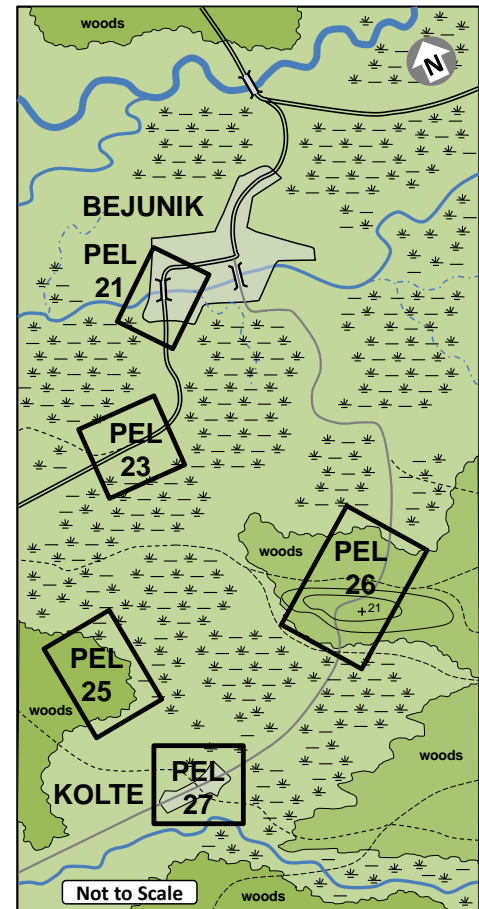 woods
N
BEJUNIK
PEL
21
PEL
23
woods
PEL
26
+21
PEL
25
woods
woods
KOLTE
PEL
27
Not to Scale
woods